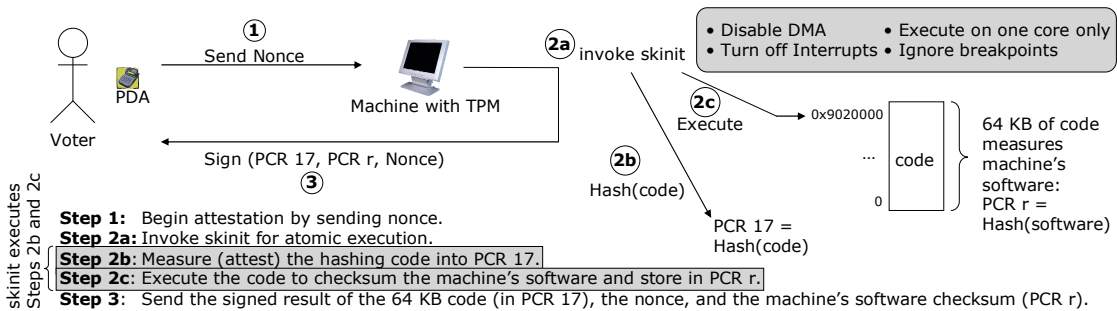 1
Send Nonce
PDA
Voter
Machine with TPM
Sign (PCR 17, PCR r, Nonce)
3
2a
invoke skinit
• Disable DMA
• Turn off Interrupts
• Execute on one core only
• Ignore breakpoints
2c
Execute
2b
Hash(code)
PCR 17 =
Hash(code)
0x9020000
...
0
code
64 KB of code
measures
machine's
software:
PCR r =
Hash(software)
skinit executes
Steps 2b and 2c
Step 1: Begin attestation by sending nonce.
Step 2a: Invoke skinit for atomic execution.
Step 2b: Measure (attest) the hashing code into PCR 17.
Step 2c: Execute the code to checksum the machine's software and store in PCR r.
Step 3: Send the signed result of the 64 KB code (in PCR 17), the nonce, and the machine's software checksum (PCR r).